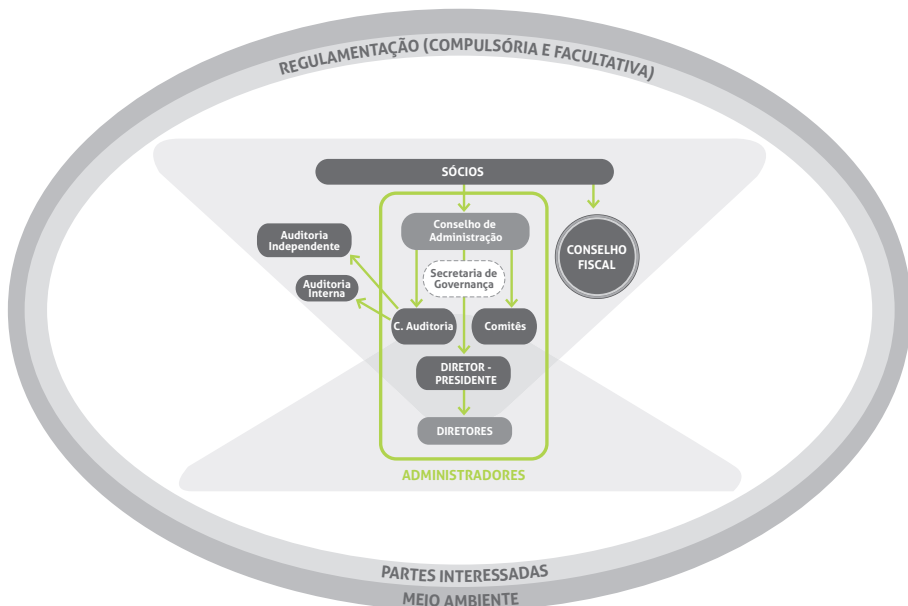 REGULAMENTAÇÃO (COMPULSÓRIA E FACULTATIVA)
SÓCIOS
Conselho de
Administração
Auditoria
Independente
CONSELHO
FISCAL
Secretaria de
Governança
Auditoria
Interna
C. Auditoria
Comitês
DIRETOR -
PRESIDENTE
DIRETORES
ADMINISTRADORES
PARTES INTERESSADAS
MEIO AMBIENTE